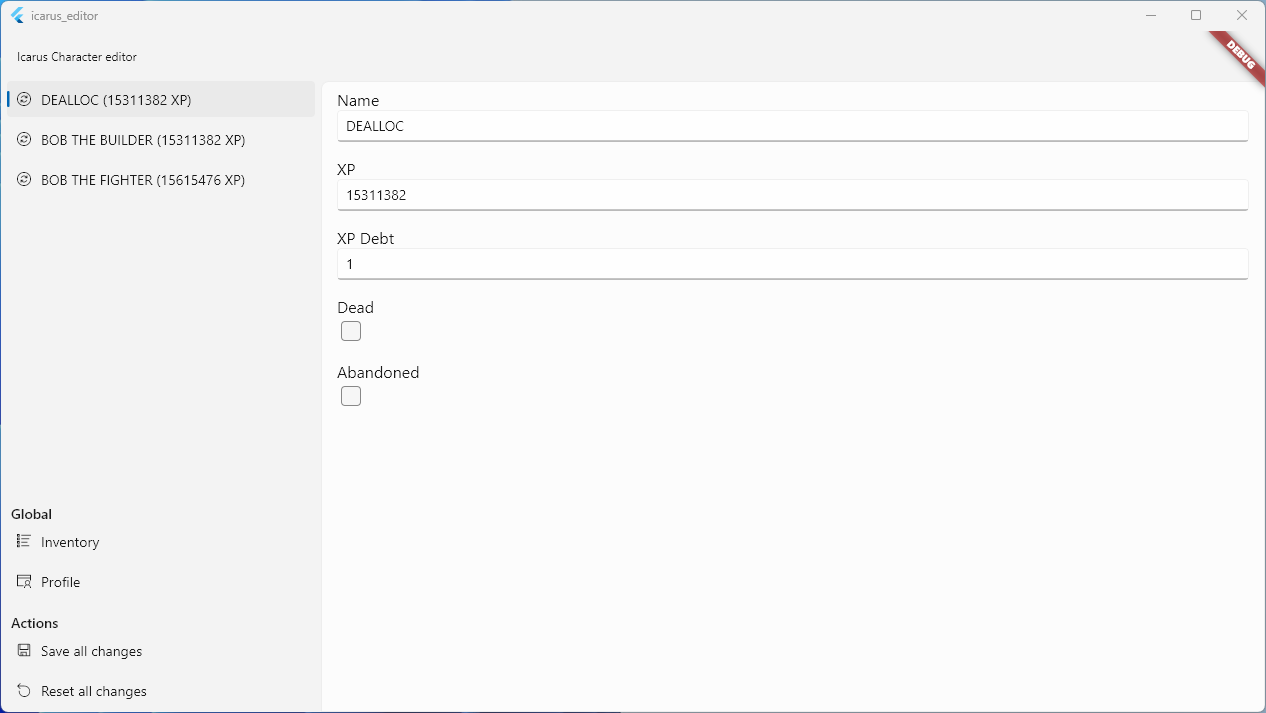 icarus_editor
Icarus Character editor
DEBUG
DEALLOC (15311382 XP)
BOB THE BUILDER (15311382 XP)
BOB THE FIGHTER (15615476 XP)
Global
Inventory
Profile
Actions
Save all changes
Reset all changes
Name
DEALLOC
XP
15311382
XP Debt
1
Dead
Abandoned